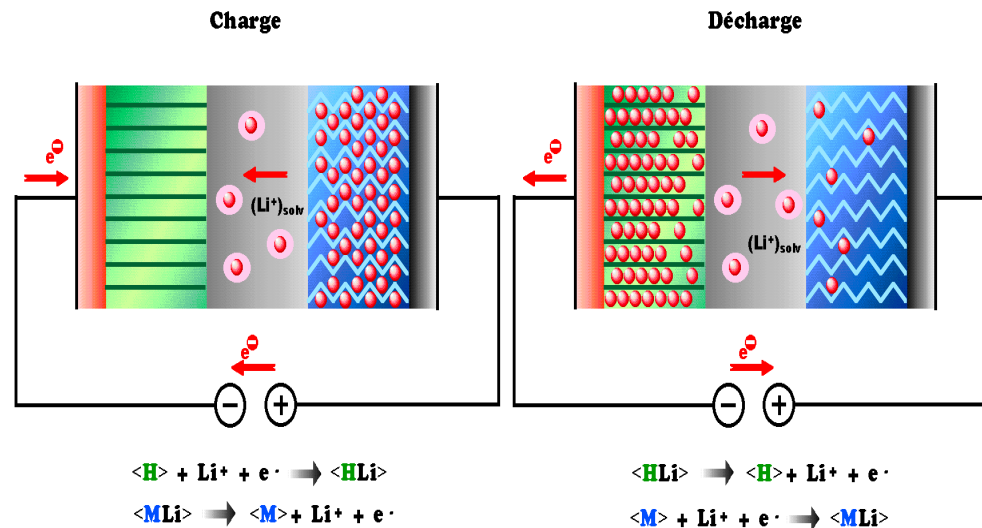 Charge
Décharge
e⊖
(Li⁺)solv
e⊖
− +
<H> + Li⁺ + e⁻ → <HLi>
<MLi> → <M> + Li⁺ + e⁻
e⊖
(Li⁺)solv
e⊖
− +
<HLi> → <H> + Li⁺ + e⁻
<M> + Li⁺ + e⁻ → <MLi>